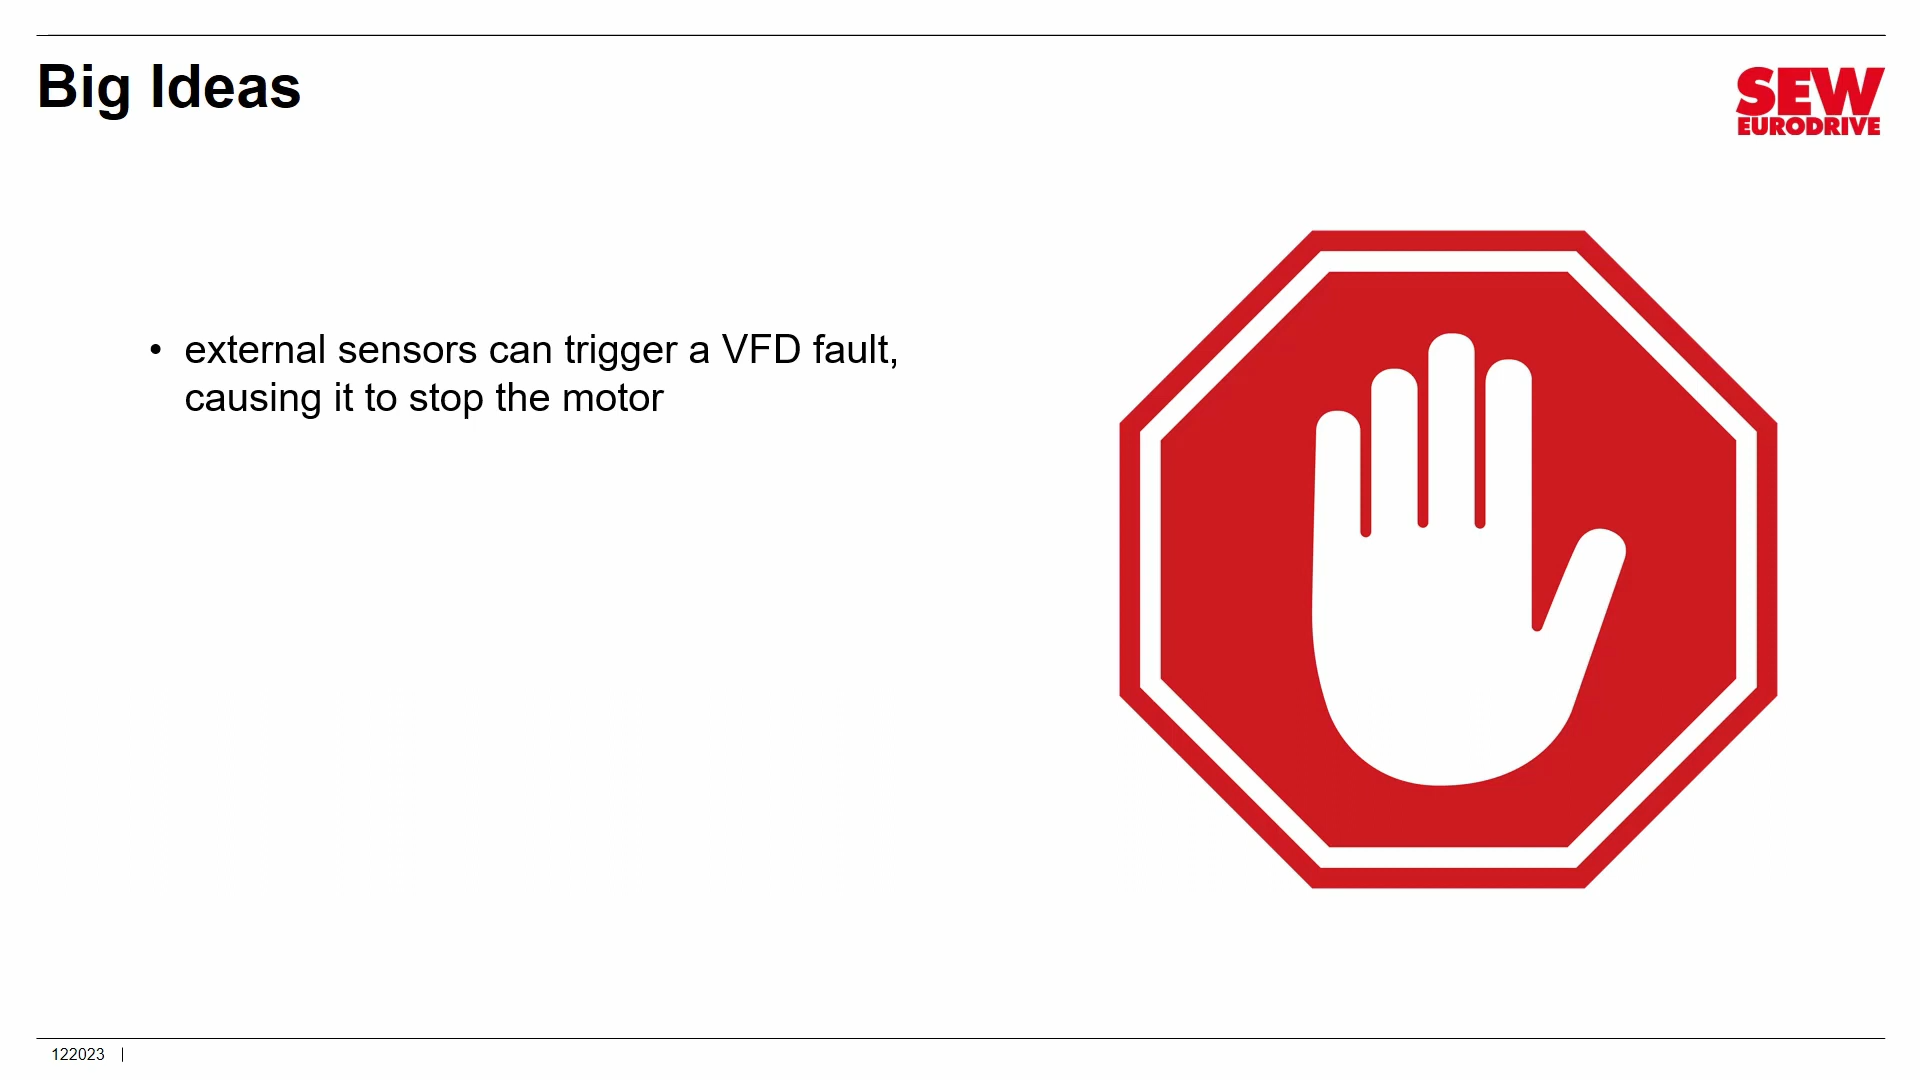 Big Ideas
SEW
EURODRIVE
• external sensors can trigger a VFD fault,
causing it to stop the motor
122023 |